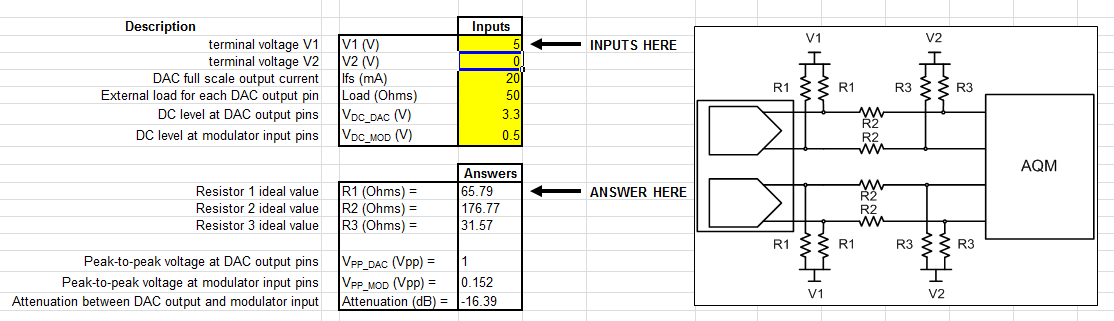 Description Inputs
terminal voltage V1 V1 (V) 5 INPUTS HERE
terminal voltage V2 V2 (V) 0
DAC full scale output current Ifs (mA) 20
External load for each DAC output pin Load (Ohms) 50
DC level at DAC output pins VDC_DAC (V) 3.3
DC level at modulator input pins VDC_MOD (V) 0.5
Answers
Resistor 1 ideal value R1 (Ohms) = 65.79 ANSWER HERE
Resistor 2 ideal value R2 (Ohms) = 176.77
Resistor 3 ideal value R3 (Ohms) = 31.57
Peak-to-peak voltage at DAC output pins VPP_DAC (Vpp) = 1
Peak-to-peak voltage at modulator input pins VPP_MOD (Vpp) = 0.152
Attenuation between DAC output and modulator input Attenuation (dB) = -16.39
V1 V2
R1 R1 R3 R3
R2
R2
AQM
R2
R2
R1 R1 R3 R3
V1 V2